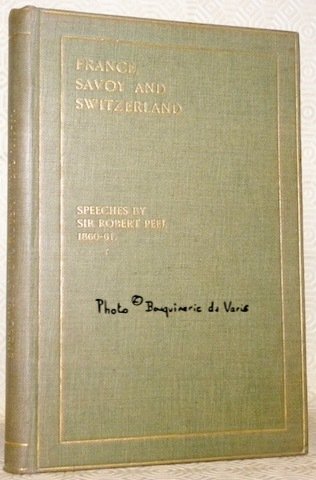 FRANCE,
SAVOY AND
SWITZERLAND
SPEECHES BY
SIR ROBERT PEEL
1860-61.
Photo © Bouquinerie du Varis